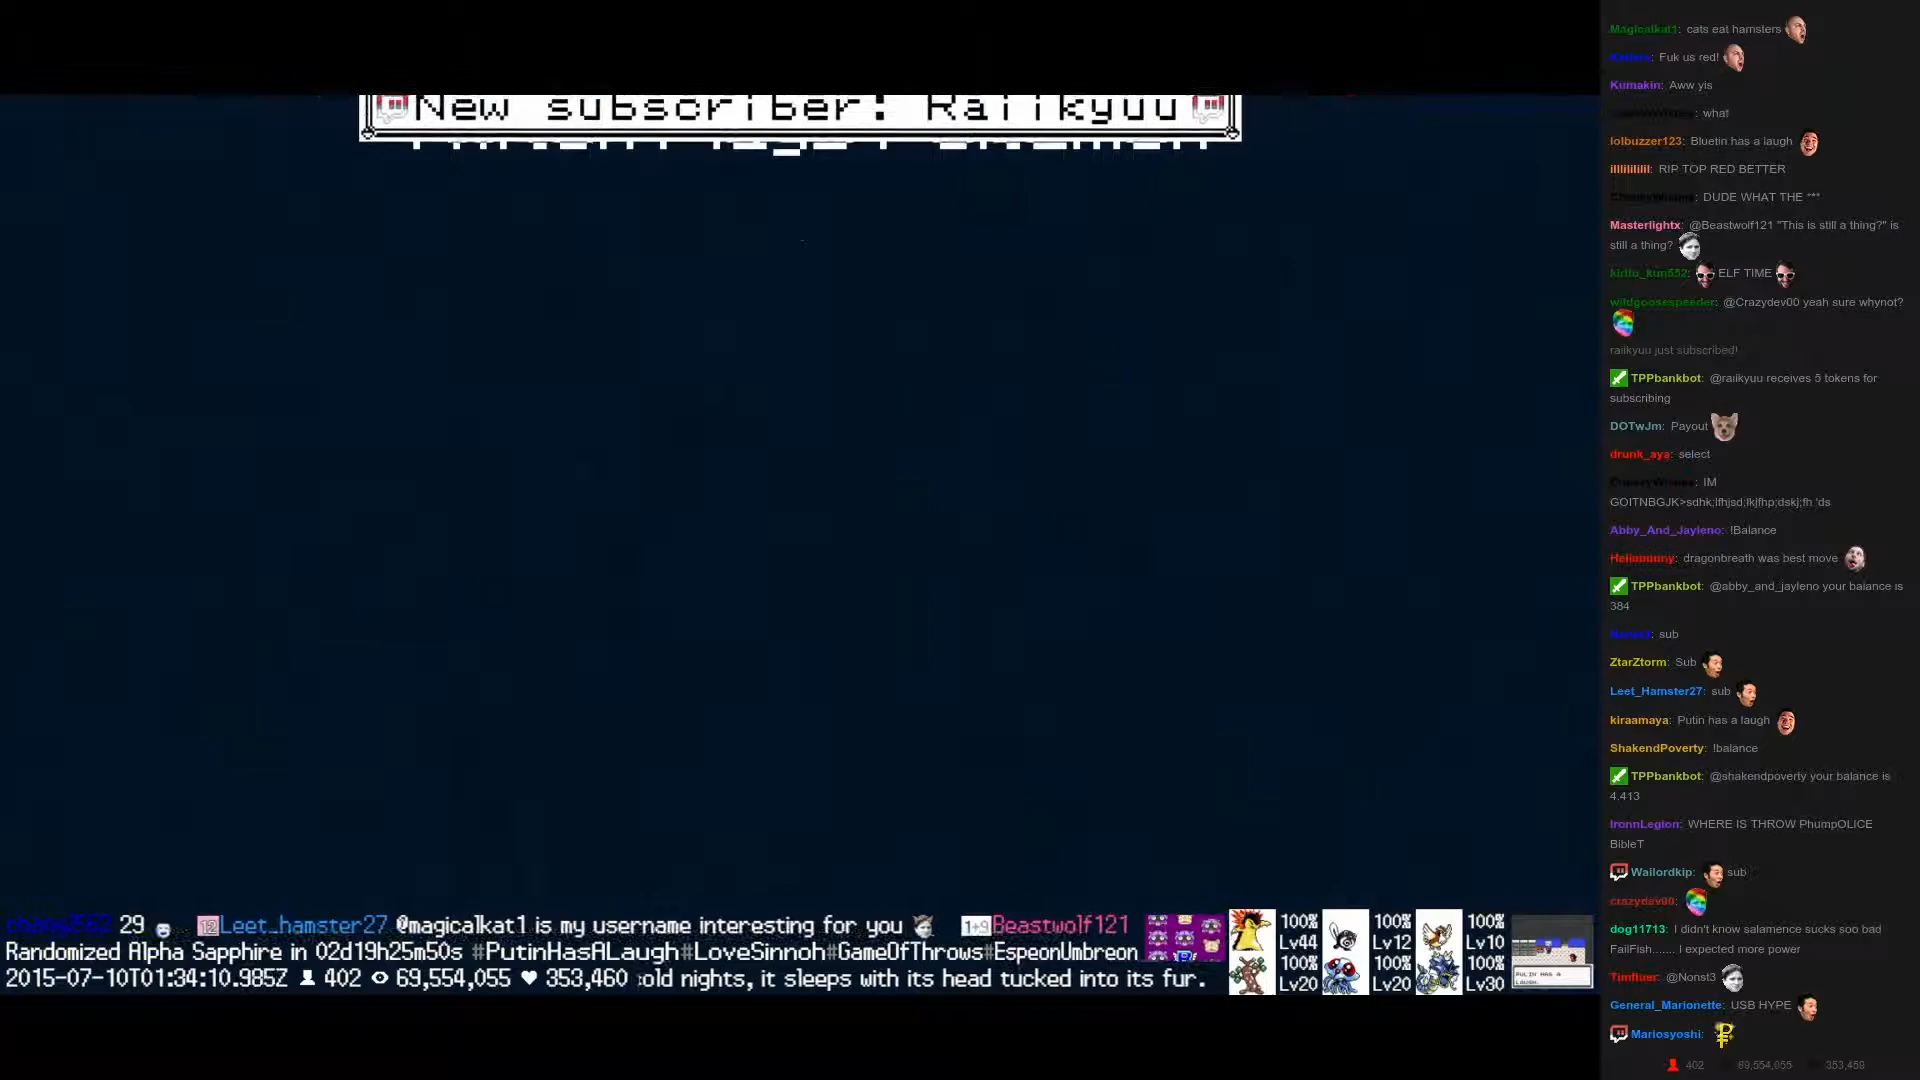 New subscriber: Raiikyuu
29 Leet_hamster27 @magicalkat1 is my username interesting for you Beastwolf121
Randomized Alpha Sapphire in 02d19h25m50s #PutinHasALaugh#LoveSinnoh#GameOfThrows#EspeonUmbreon
2015-07-10T01:34:10.985Z 402 69,554,055 353,460 old nights, it sleeps with its head tucked into its fur.
100% 100% 100%
Lv44 Lv12 Lv10
100% 100% 100%
Lv20 Lv20 Lv30
PUTIN HAS A
LAUGH.
Magicalkat1: cats eat hamsters
Fuk us red!
Kumakin: Aww yis
: what
lolbuzzer123: Bluetin has a laugh
illlilililil: RIP TOP RED BETTER
: DUDE WHAT THE ***
Masterlightx: @Beastwolf121 "This is still a thing?" is
still a thing?
kirito_kun552: ELF TIME
wildgoosespeeder: @Crazydev00 yeah sure whynot?
raiikyuu just subscribed!
TPPbankbot: @raiikyuu receives 5 tokens for
subscribing
DOTwJm: Payout
drunk_aya: select
: IM
GOITNBGJK>sdhk;lfhjsd;fkjfhp;dskj;fh 'ds
Abby_And_Jayleno: !Balance
dragonbreath was best move
TPPbankbot: @abby_and_jayleno your balance is
384
Nonst3: sub
ZtarZtorm: Sub
Leet_Hamster27: sub
kiraamaya: Putin has a laugh
ShakendPoverty: !balance
TPPbankbot: @shakendpoverty your balance is
4,413
IronnLegion: WHERE IS THROW PhumpOLICE
BibleT
Wailordkip: sub
crazydev00:
dog11713: I didn't know salamence sucks soo bad
FailFish....... I expected more power
Timfluer: @Nonst3
General_Marionette: USB HYPE
Mariosyoshi:
402 69,554,055 353,459